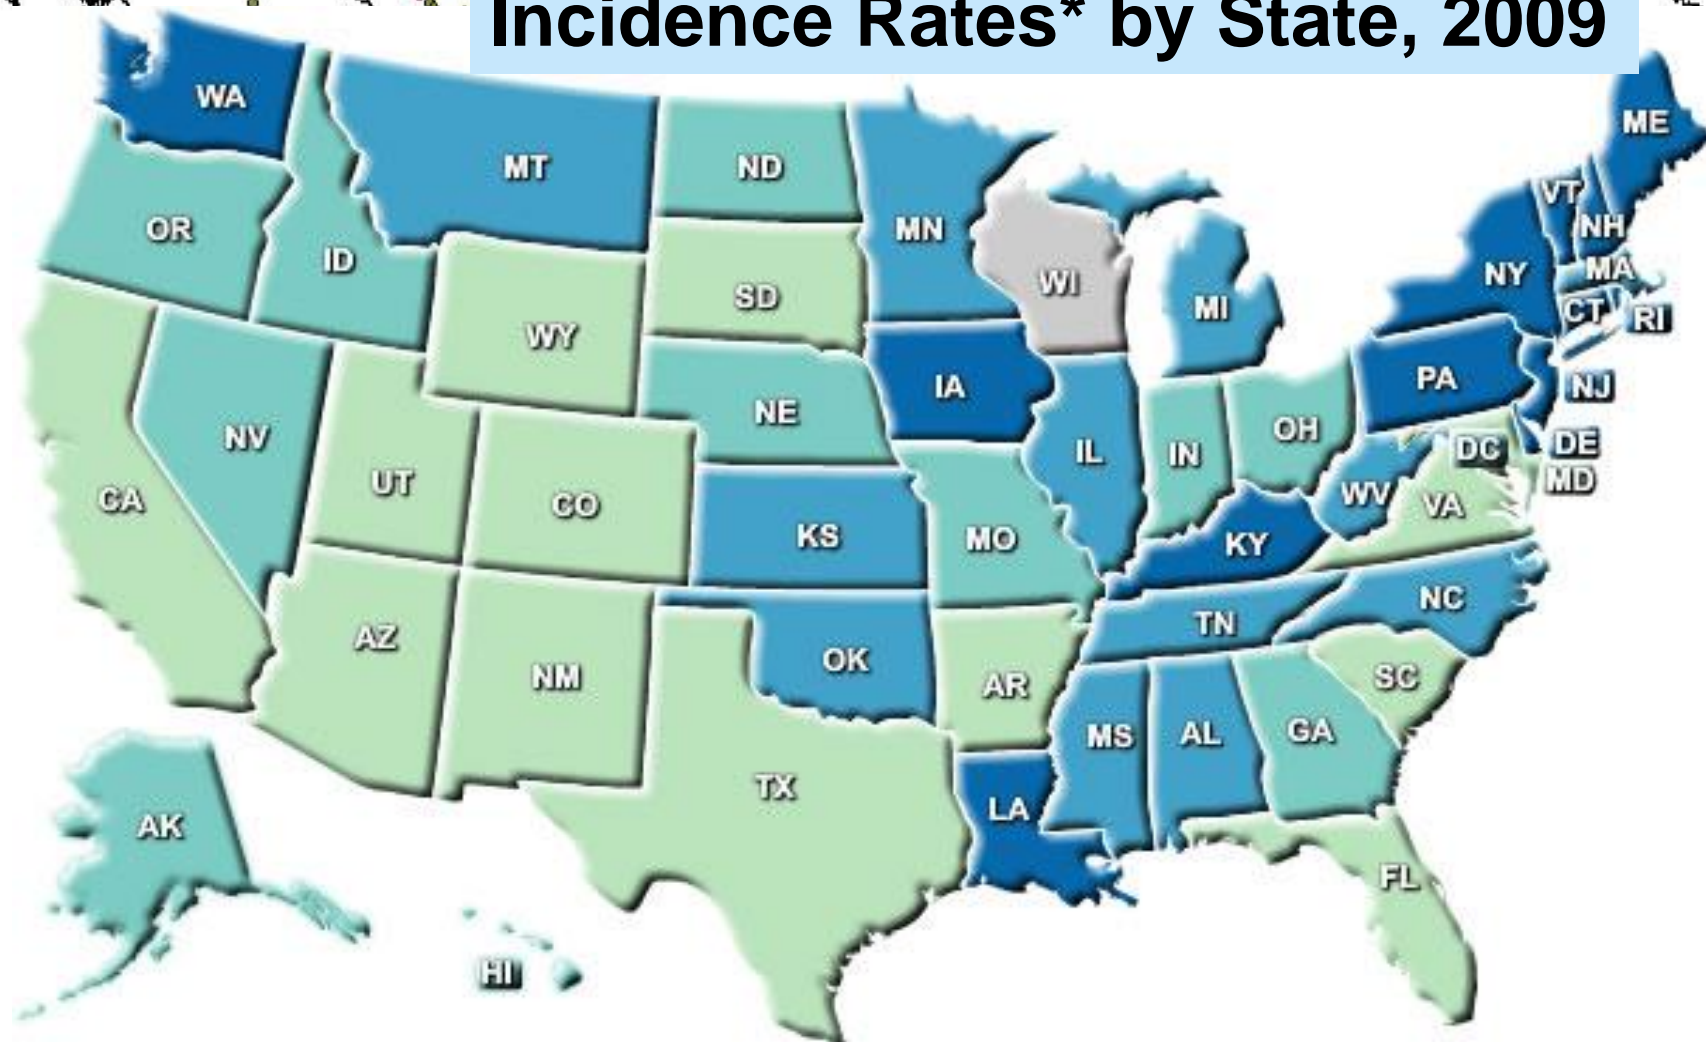 Incidence Rates* by State, 2009
WA
ME
MT
ND
VT
OR
MN
NH
ID
MA
NY
WI
SD
MI
CT
RI
WY
PA
IA
NJ
NE
OH
NV
DE
DC
IL
IN
UT
MD
CA
CO
WV
VA
KS
MO
KY
NC
TN
AZ
OK
NM
AR
SC
MS
AL
GA
TX
LA
AK
FL
HI